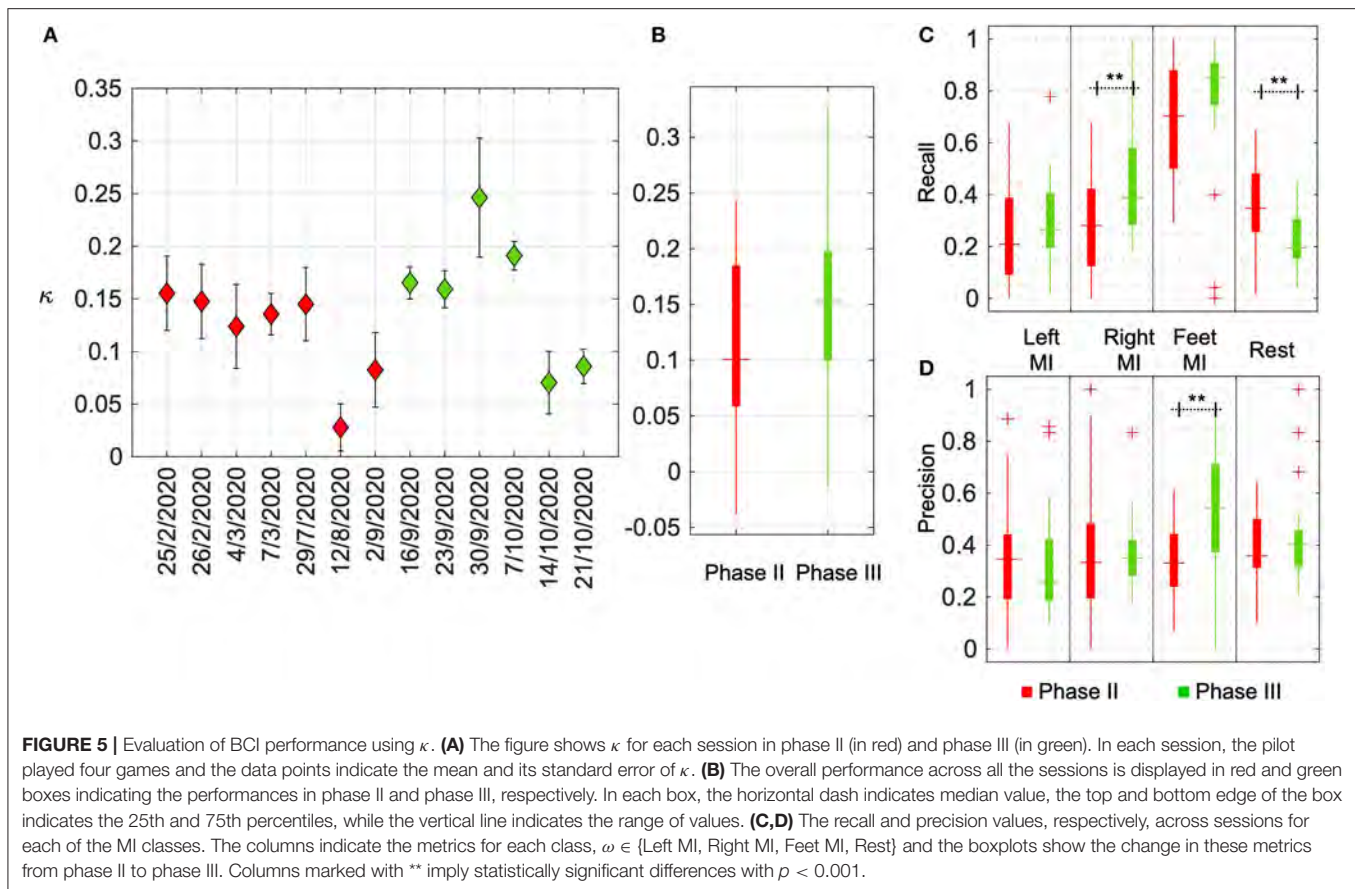 A
B
C
0.35
0.3
0.25
0.2
0.15
0.1
0.05
0
κ
25/2/2020
26/2/2020
4/3/2020
7/3/2020
29/7/2020
12/8/2020
2/9/2020
16/9/2020
23/9/2020
30/9/2020
7/10/2020
14/10/2020
21/10/2020
0.3
0.25
0.2
0.15
0.1
0.05
0
-0.05
Phase II Phase III
1
0.8
0.6
0.4
0.2
0
Recall
**
**
Left MI
Right MI
Feet MI
Rest
D
1
0.8
0.6
0.4
0.2
0
Precision
**
Phase II Phase III
FIGURE 5 | Evaluation of BCI performance using κ. (A) The figure shows κ for each session in phase II (in red) and phase III (in green). In each session, the pilot
played four games and the data points indicate the mean and its standard error of κ. (B) The overall performance across all the sessions is displayed in red and green
boxes indicating the performances in phase II and phase III, respectively. In each box, the horizontal dash indicates median value, the top and bottom edge of the box
indicates the 25th and 75th percentiles, while the vertical line indicates the range of values. (C,D) The recall and precision values, respectively, across sessions for
each of the MI classes. The columns indicate the metrics for each class, ω ∈ {Left MI, Right MI, Feet MI, Rest} and the boxplots show the change in these metrics
from phase II to phase III. Columns marked with ** imply statistically significant differences with p < 0.001.